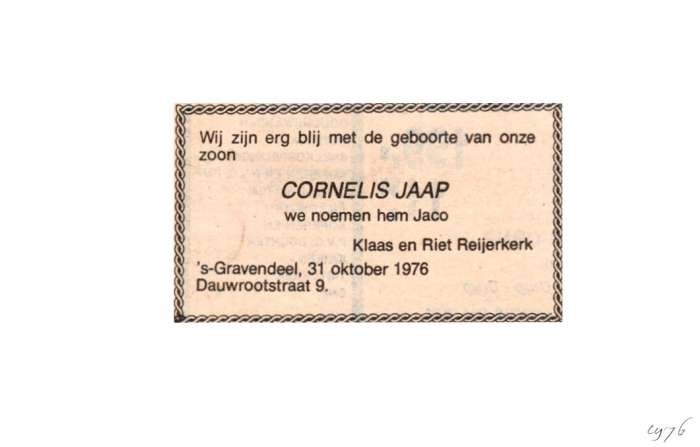 Wij zijn erg blij met de geboorte van onze
zoon
CORNELIS JAAP
we noemen hem Jaco
Klaas en Riet Reijerkerk
's-Gravendeel, 31 oktober 1976
Dauwrootstraat 9.